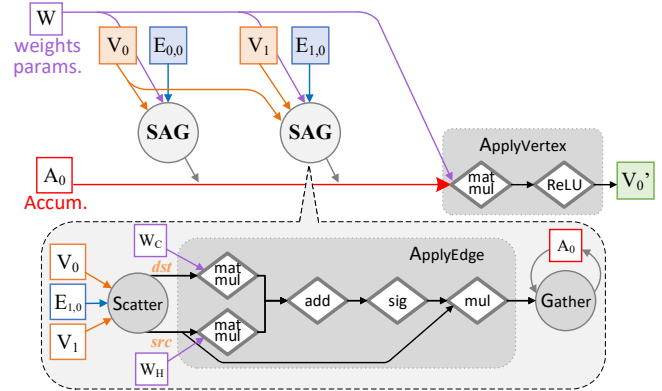 W
weights
params.
V0
E0,0
V1
E1,0
SAG
SAG
ApplyVertex
mat
mul
ReLU
V0’
A0
Accum.
WC
ApplyEdge
A0
V0
E1,0
V1
Scatter
dst
mat
mul
add
sig
mul
Gather
src
mat
mul
WH